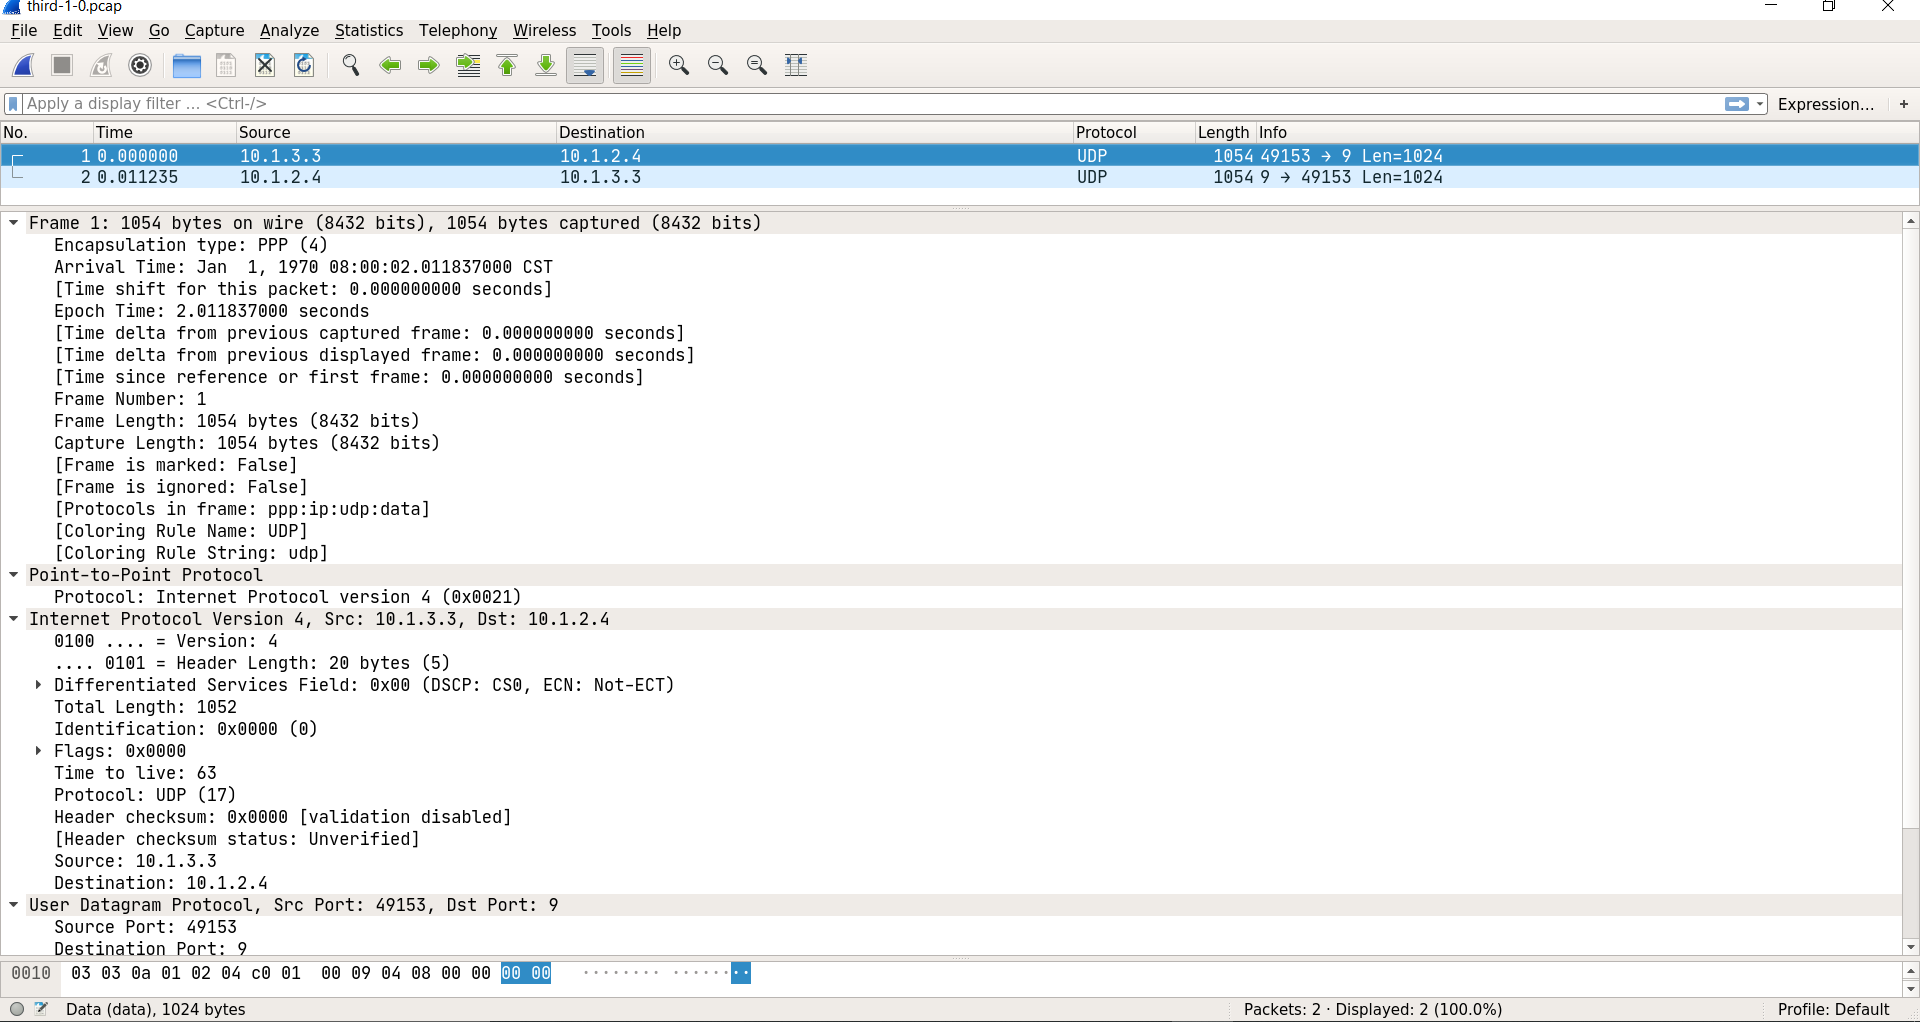 third-1-0.pcap
File Edit View Go Capture Analyze Statistics Telephony Wireless Tools Help
Apply a display filter … <Ctrl-/> Expression… +
No. Time Source Destination Protocol Length Info
1 0.000000 10.1.3.3 10.1.2.4 UDP 1054 49153 → 9 Len=1024
2 0.011235 10.1.2.4 10.1.3.3 UDP 1054 9 → 49153 Len=1024
Frame 1: 1054 bytes on wire (8432 bits), 1054 bytes captured (8432 bits)
Encapsulation type: PPP (4)
Arrival Time: Jan  1, 1970 08:00:02.011837000 CST
[Time shift for this packet: 0.000000000 seconds]
Epoch Time: 2.011837000 seconds
[Time delta from previous captured frame: 0.000000000 seconds]
[Time delta from previous displayed frame: 0.000000000 seconds]
[Time since reference or first frame: 0.000000000 seconds]
Frame Number: 1
Frame Length: 1054 bytes (8432 bits)
Capture Length: 1054 bytes (8432 bits)
[Frame is marked: False]
[Frame is ignored: False]
[Protocols in frame: ppp:ip:udp:data]
[Coloring Rule Name: UDP]
[Coloring Rule String: udp]
Point-to-Point Protocol
Protocol: Internet Protocol version 4 (0x0021)
Internet Protocol Version 4, Src: 10.1.3.3, Dst: 10.1.2.4
0100 .... = Version: 4
.... 0101 = Header Length: 20 bytes (5)
Differentiated Services Field: 0x00 (DSCP: CS0, ECN: Not-ECT)
Total Length: 1052
Identification: 0x0000 (0)
Flags: 0x0000
Time to live: 63
Protocol: UDP (17)
Header checksum: 0x0000 [validation disabled]
[Header checksum status: Unverified]
Source: 10.1.3.3
Destination: 10.1.2.4
User Datagram Protocol, Src Port: 49153, Dst Port: 9
Source Port: 49153
Destination Port: 9
0010 03 03 0a 01 02 04 c0 01  00 09 04 08 00 00 00 00 ········ ········
Data (data), 1024 bytes Packets: 2 · Displayed: 2 (100.0%) Profile: Default